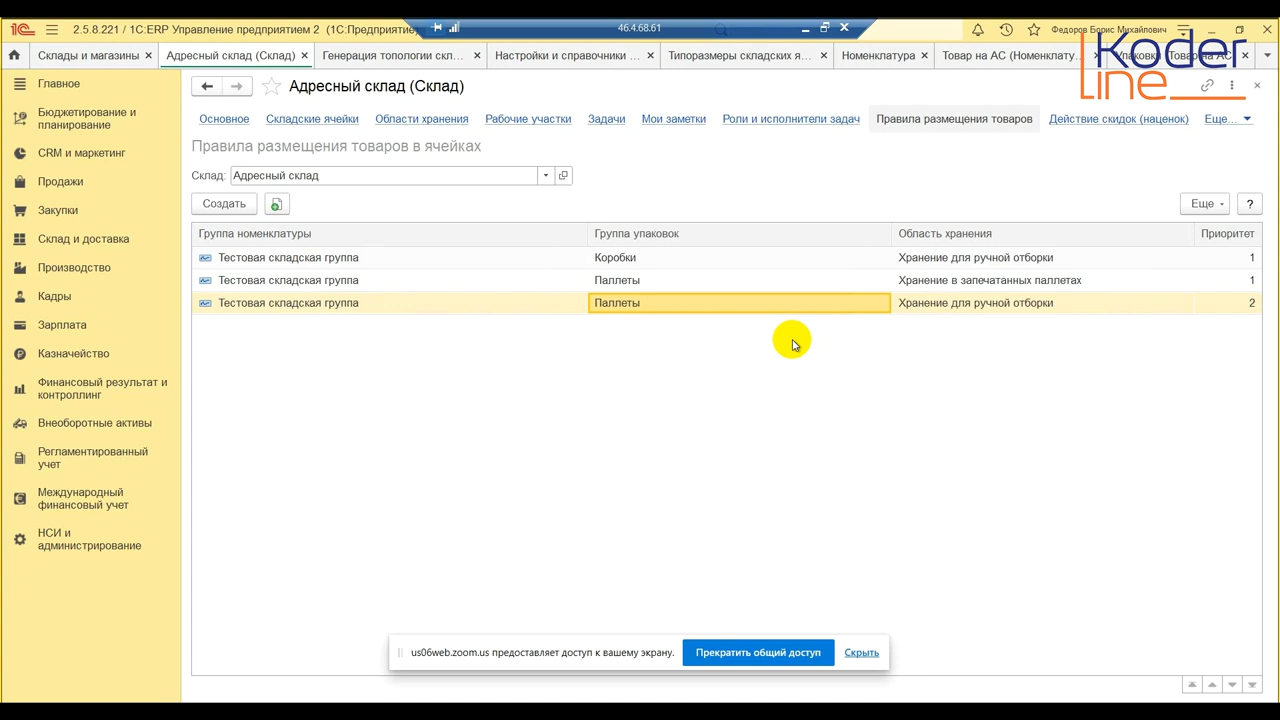 2.5.8.221 / 1С:ERP Управление предприятием 2 (1С:Предприятие)
46.4.68.61
Федоров Борис Михайлович
Koder
line
Склады и магазины × Адресный склад (Склад) × × Настройки и справочники ... × Типоразмеры складских я... × Номенклатура × Товар на АС (Номенклату...
Главное
Бюджетирование и
планирование
CRM и маркетинг
Продажи
Закупки
Склад и доставка
Производство
Кадры
Зарплата
Казначейство
Финансовый результат и
контроллинг
Внеоборотные активы
Регламентированный
учет
Международный
финансовый учет
НСИ и
администрирование
Адресный склад (Склад)
Основное Складские ячейки Области хранения Рабочие участки Задачи Мои заметки Роли и исполнители задач Правила размещения товаров Действие скидок (наценок) Еще...
Правила размещения товаров в ячейках
Склад: Адресный склад
Создать Еще ?
Группа номенклатуры Группа упаковок Область хранения Приоритет
Тестовая складская группа Коробки Хранение для ручной отборки 1
Тестовая складская группа Паллеты Хранение в запечатанных паллетах 1
Тестовая складская группа Паллеты Хранение для ручной отборки 2
us06web.zoom.us предоставляет доступ к вашему экрану. Прекратить общий доступ Скрыть